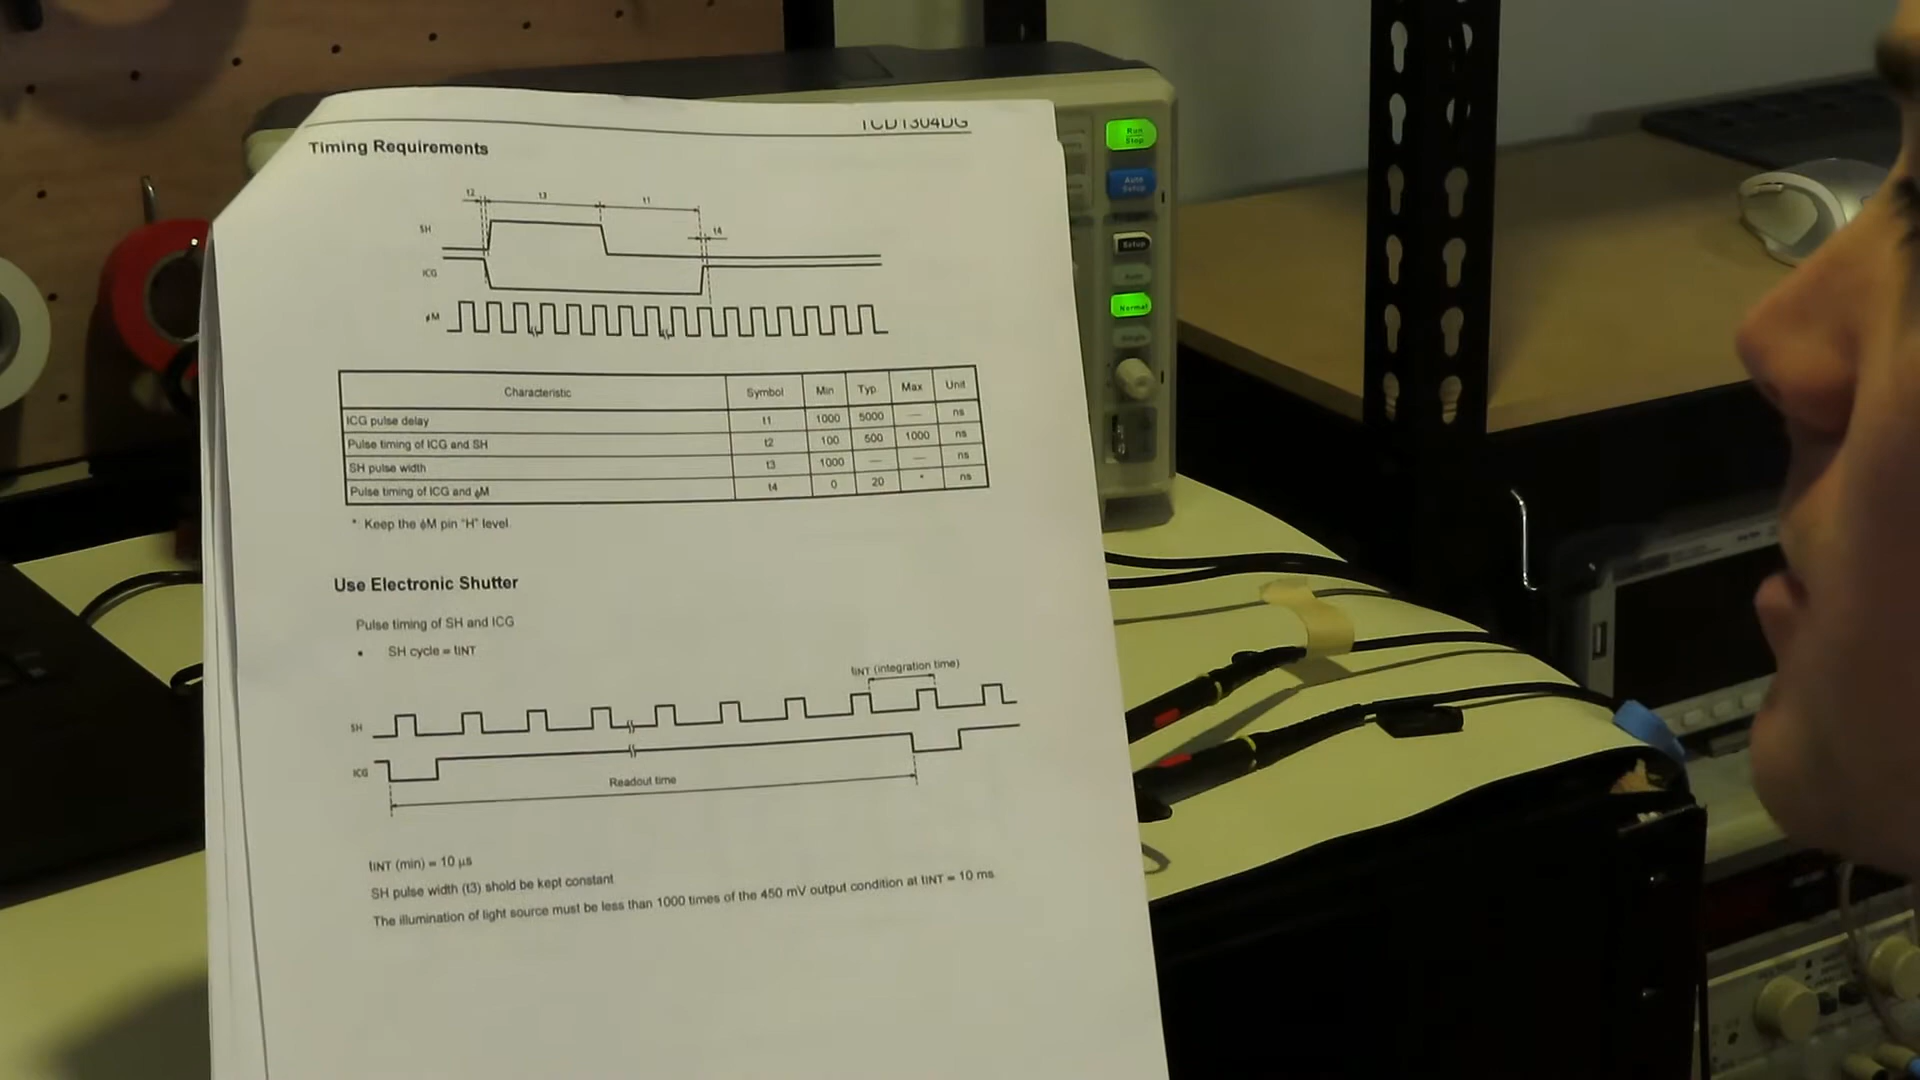 TCD1304DG
Timing Requirements
t2
t3
t1
SH
t4
ICG
φM
Characteristic Symbol Min Typ. Max Unit
ICG pulse delay t1 1000 5000 — ns
Pulse timing of ICG and SH t2 100 500 1000 ns
SH pulse width t3 1000 — — ns
Pulse timing of ICG and φM t4 0 20 * ns
* Keep the φM pin "H" level.
Use Electronic Shutter
Pulse timing of SH and ICG
• SH cycle = tINT
tINT (integration time)
SH
ICG
Readout time
tINT (min) = 10 μs
SH pulse width (t3) shold be kept constant
The illumination of light source must be less than 1000 times of the 450 mV output condition at tINT = 10 ms
Run
Stop
Auto
Setup
Setup
Normal
Single